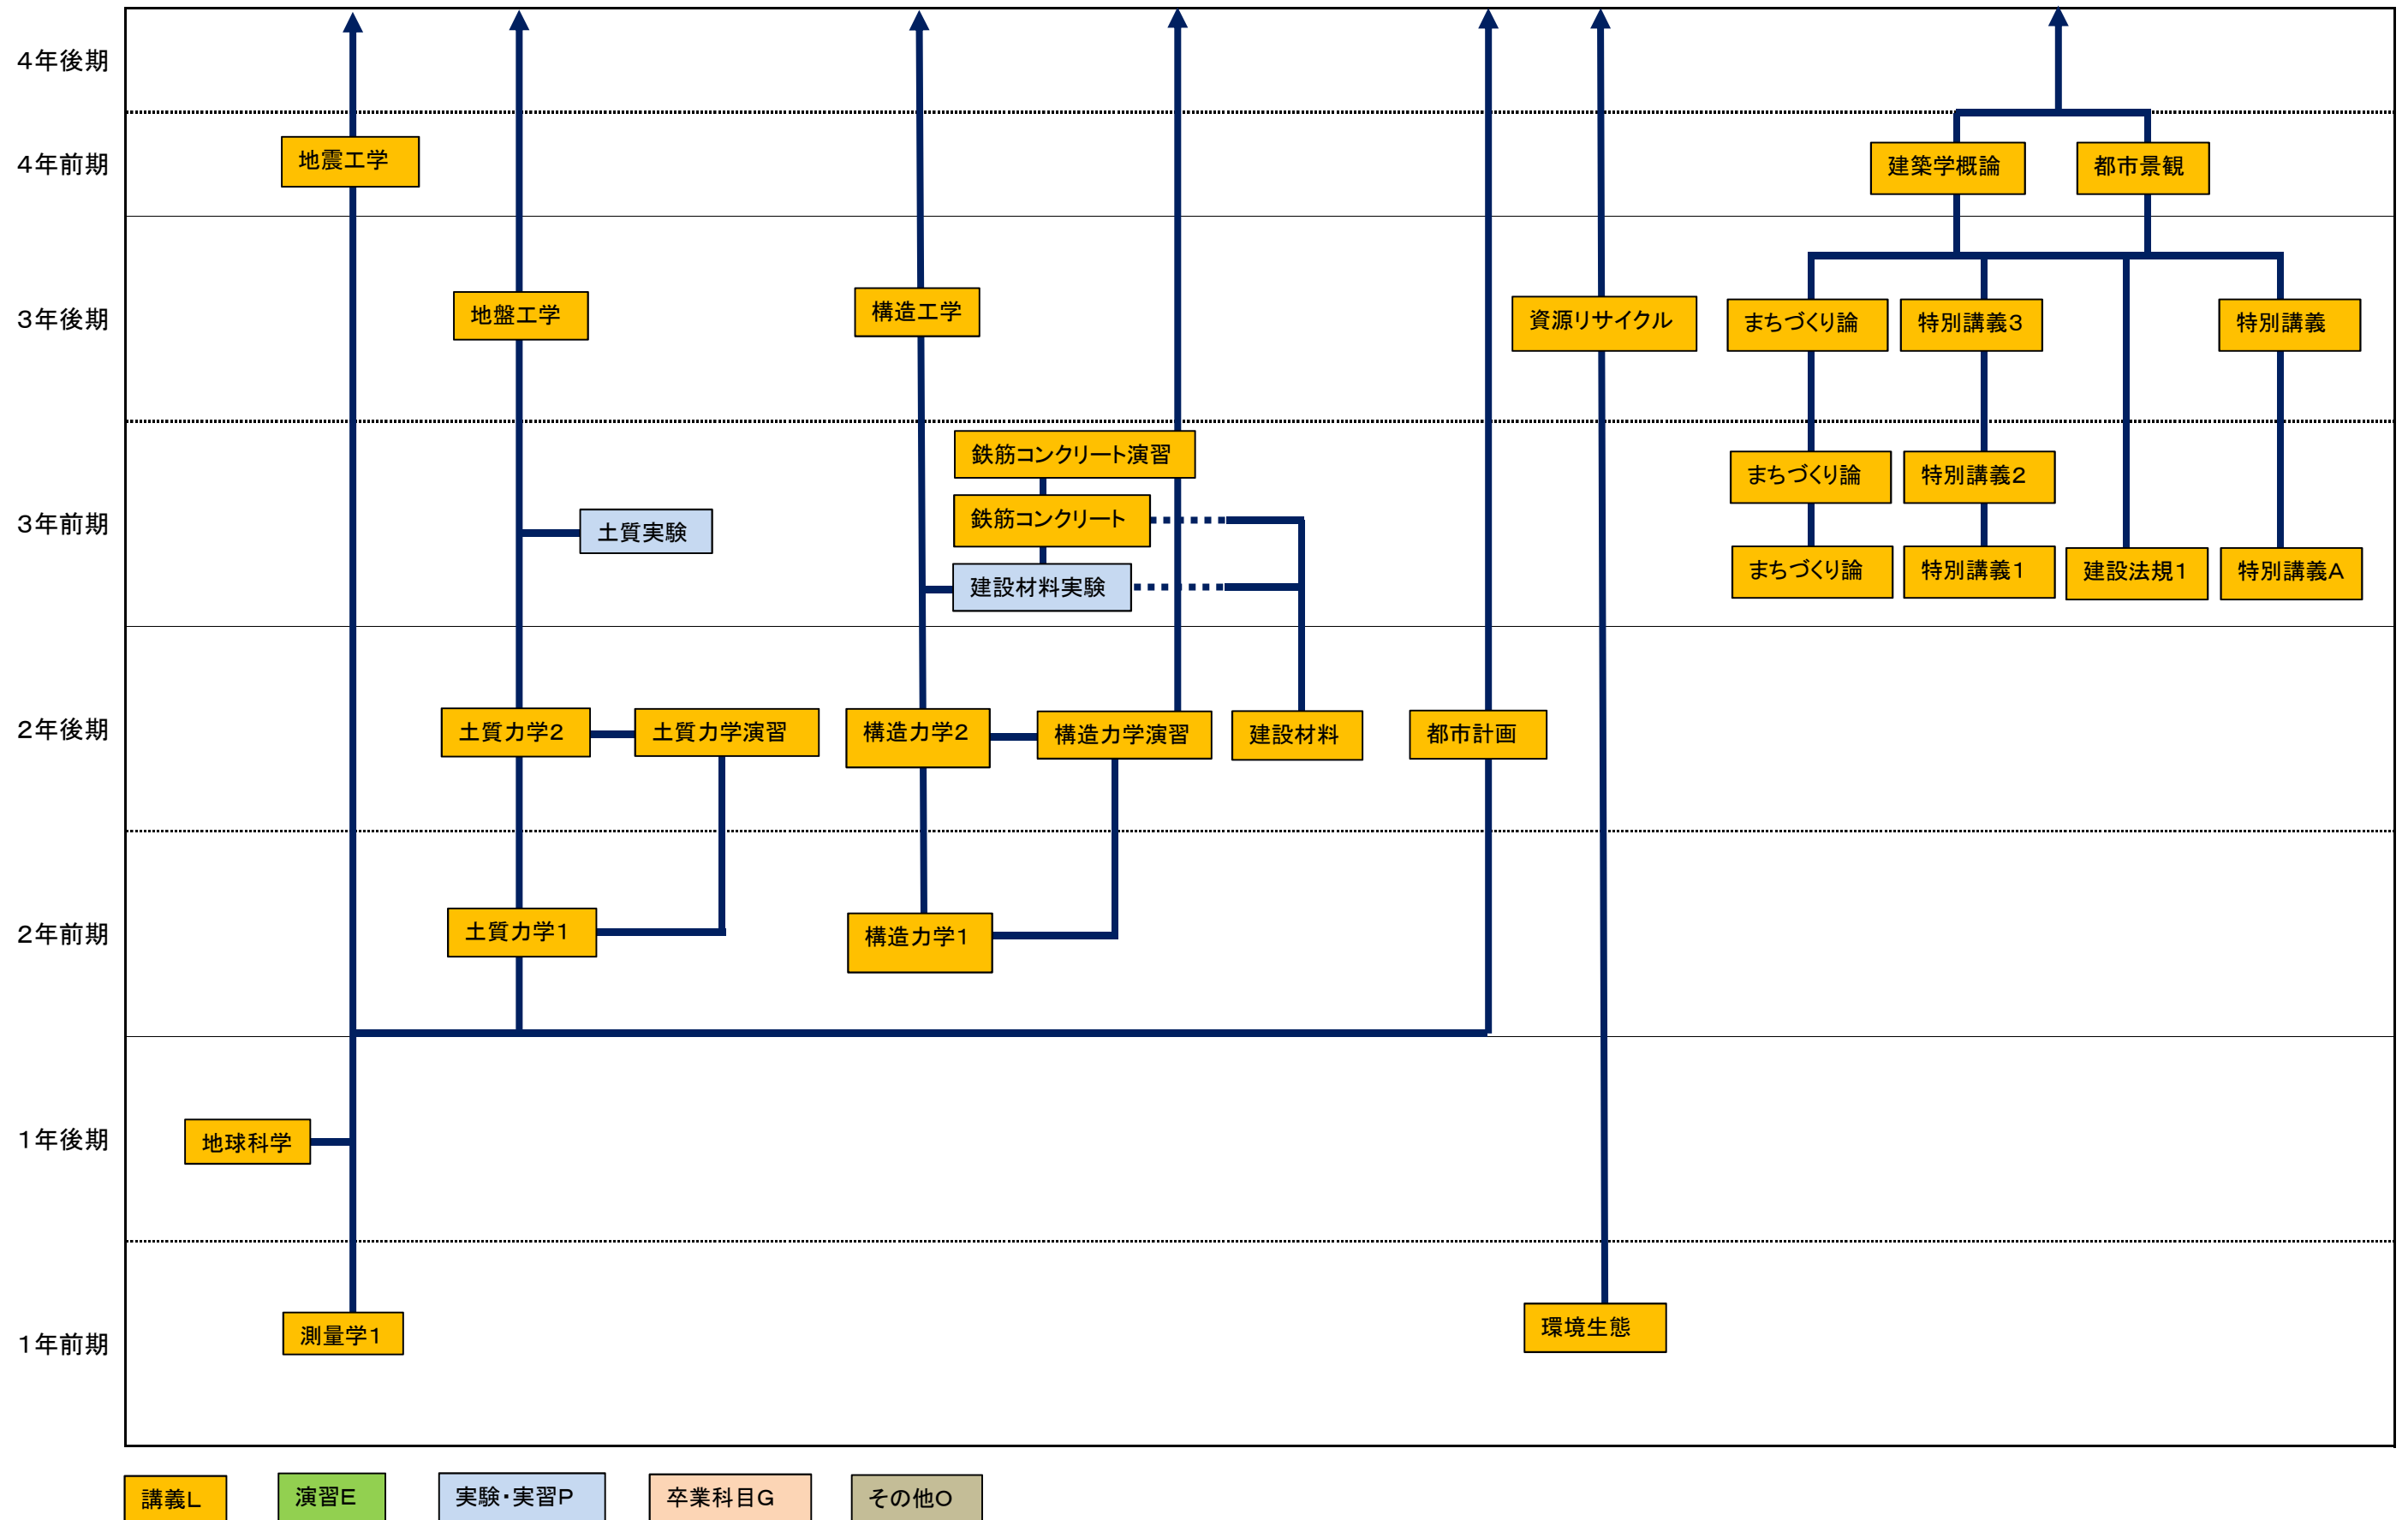 4年後期
4年前期
地震工学
建築学概論
都市景観
3年後期
地盤工学
構造工学
資源リサイクル
まちづくり論
特別講義3
特別講義
3年前期
鉄筋コンクリート演習
鉄筋コンクリート
建設材料実験
土質実験
まちづくり論
特別講義2
まちづくり論
特別講義1
建設法規1
特別講義A
2年後期
土質力学2
土質力学演習
構造力学2
構造力学演習
建設材料
都市計画
2年前期
土質力学1
構造力学1
1年後期
地球科学
1年前期
測量学1
環境生態
講義L
演習E
実験・実習P
卒業科目G
その他O